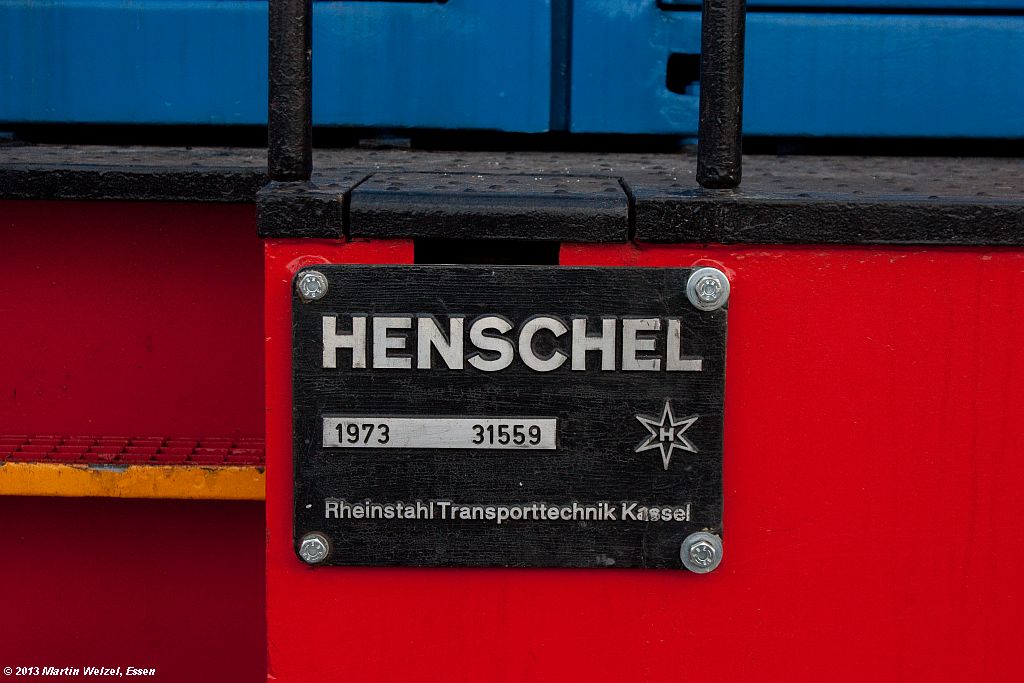 HENSCHEL
1973 31559
H
Rheinstahl Transporttechnik Kassel
© 2013 Martin Welzel, Essen